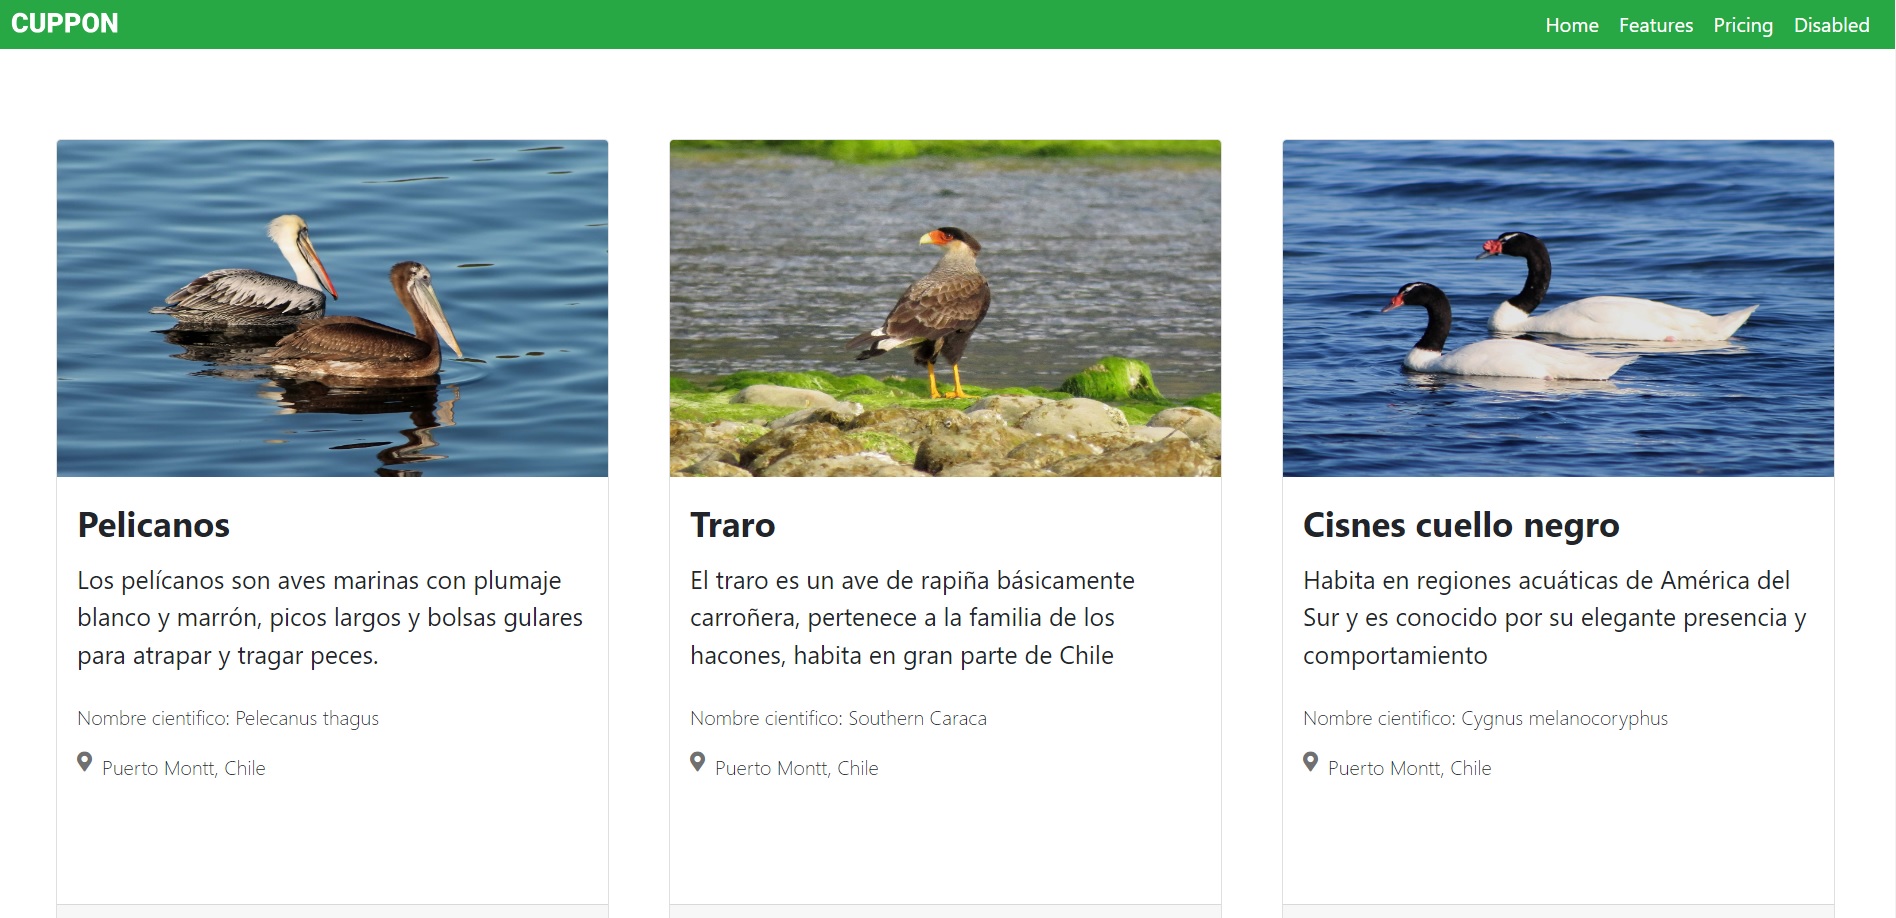 CUPPON
Home Features Pricing Disabled
Pelicanos
Los pelícanos son aves marinas con plumaje
blanco y marrón, picos largos y bolsas gulares
para atrapar y tragar peces.
Nombre cientifico: Pelecanus thagus
Puerto Montt, Chile
Traro
El traro es un ave de rapiña básicamente
carroñera, pertenece a la familia de los
hacones, habita en gran parte de Chile
Nombre cientifico: Southern Caraca
Puerto Montt, Chile
Cisnes cuello negro
Habita en regiones acuáticas de América del
Sur y es conocido por su elegante presencia y
comportamiento
Nombre cientifico: Cygnus melanocoryphus
Puerto Montt, Chile